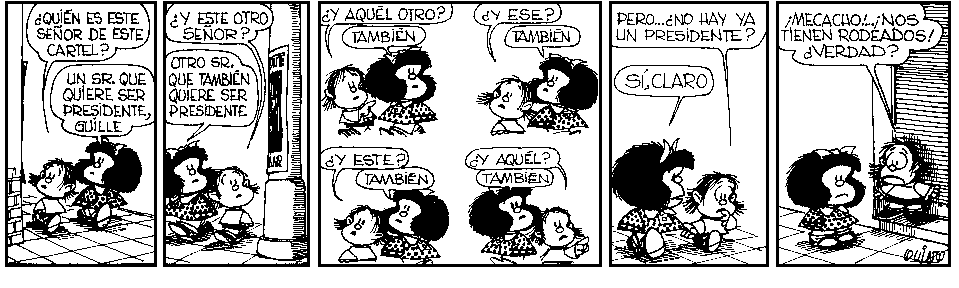 ¿QUIÉN ES ESTE
SEÑOR DE ESTE
CARTEL?
UN SR. QUE
QUIERE SER
PRESIDENTE,
GUILLE
¿Y ESTE OTRO
SEÑOR?
OTRO SR.
QUE TAMBIÉN
QUIERE SER
PRESIDENTE
¿Y AQUÉL OTRO?
TAMBIÉN
¿Y ESE?
TAMBIÉN
¿Y ESTE?
TAMBIÉN
¿Y AQUÉL?
TAMBIÉN
PERO...¿NO HAY YA
UN PRESIDENTE?
SÍ, CLARO
¡MECACHO!..¡NOS
TIENEN RODEADOS!
¿VERDAD?
QUINO